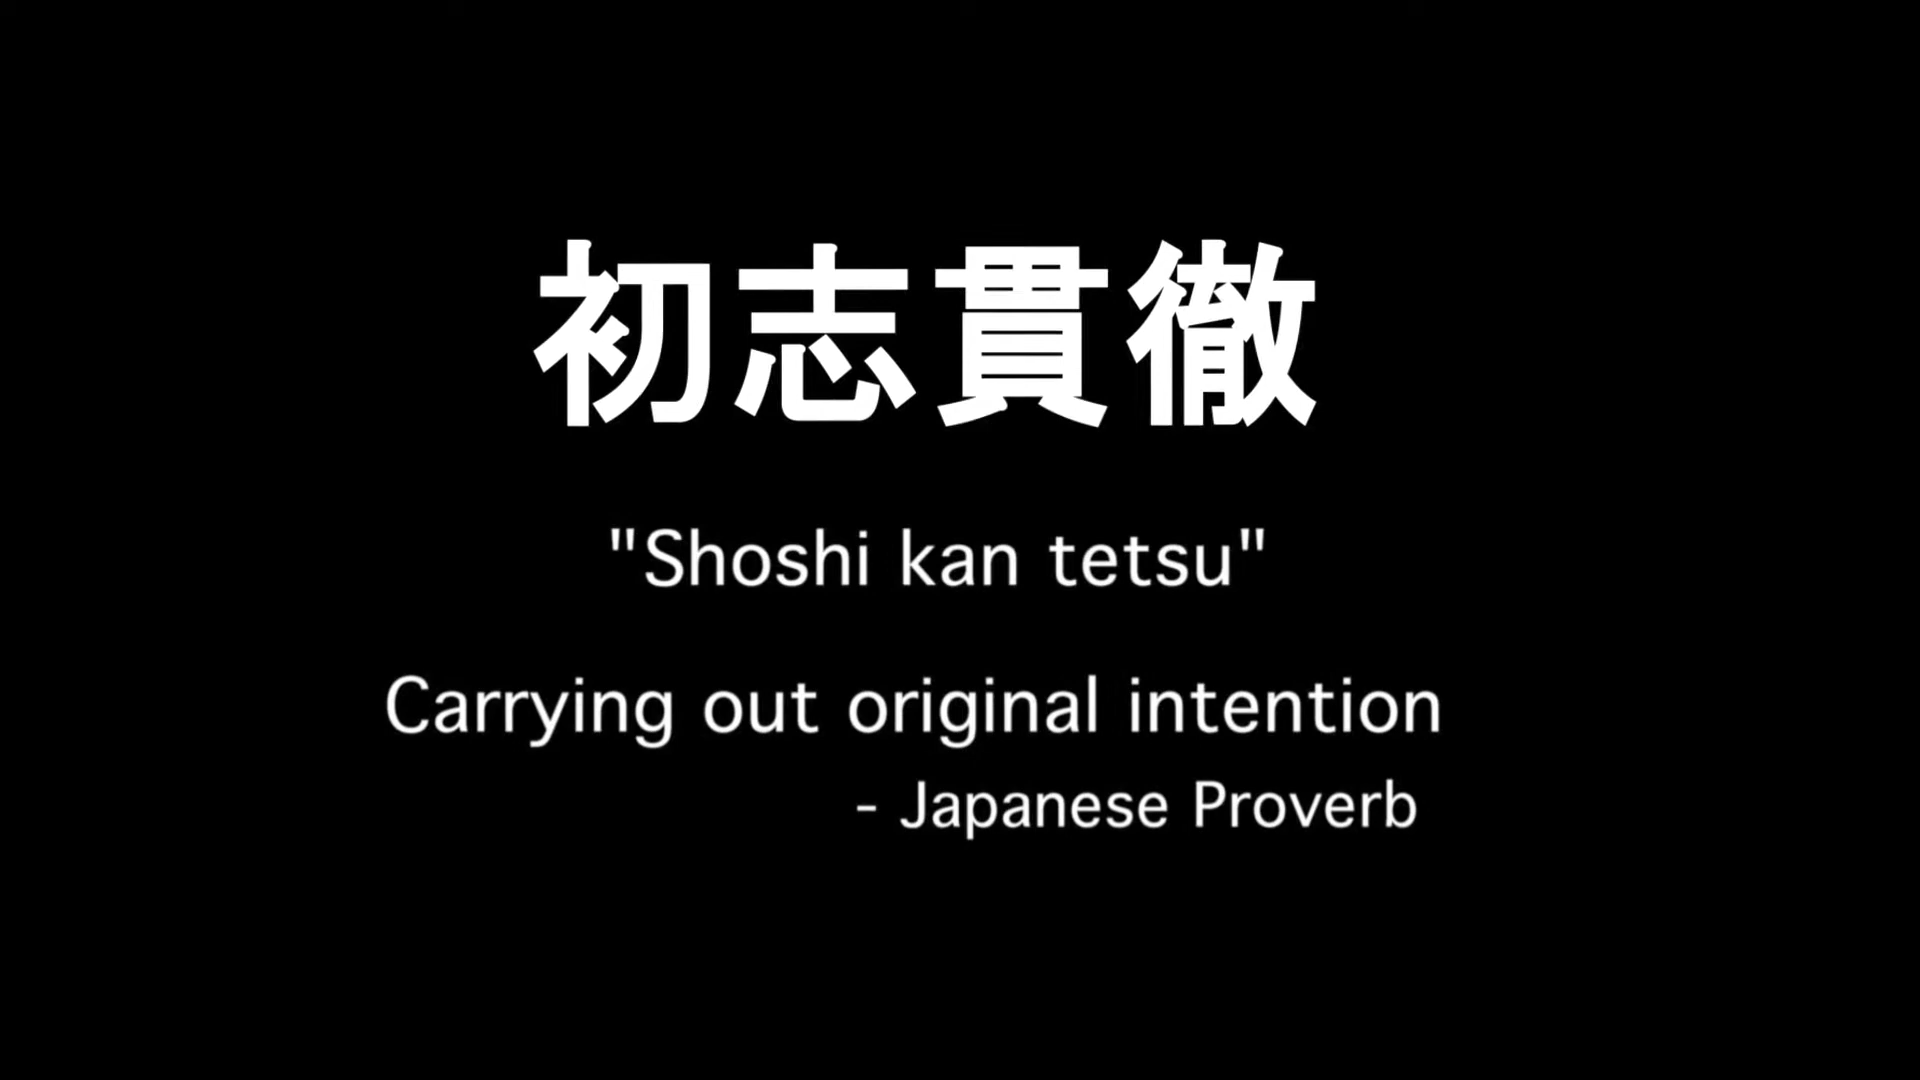 初志貫徹
"Shoshi kan tetsu"
Carrying out original intention
- Japanese Proverb